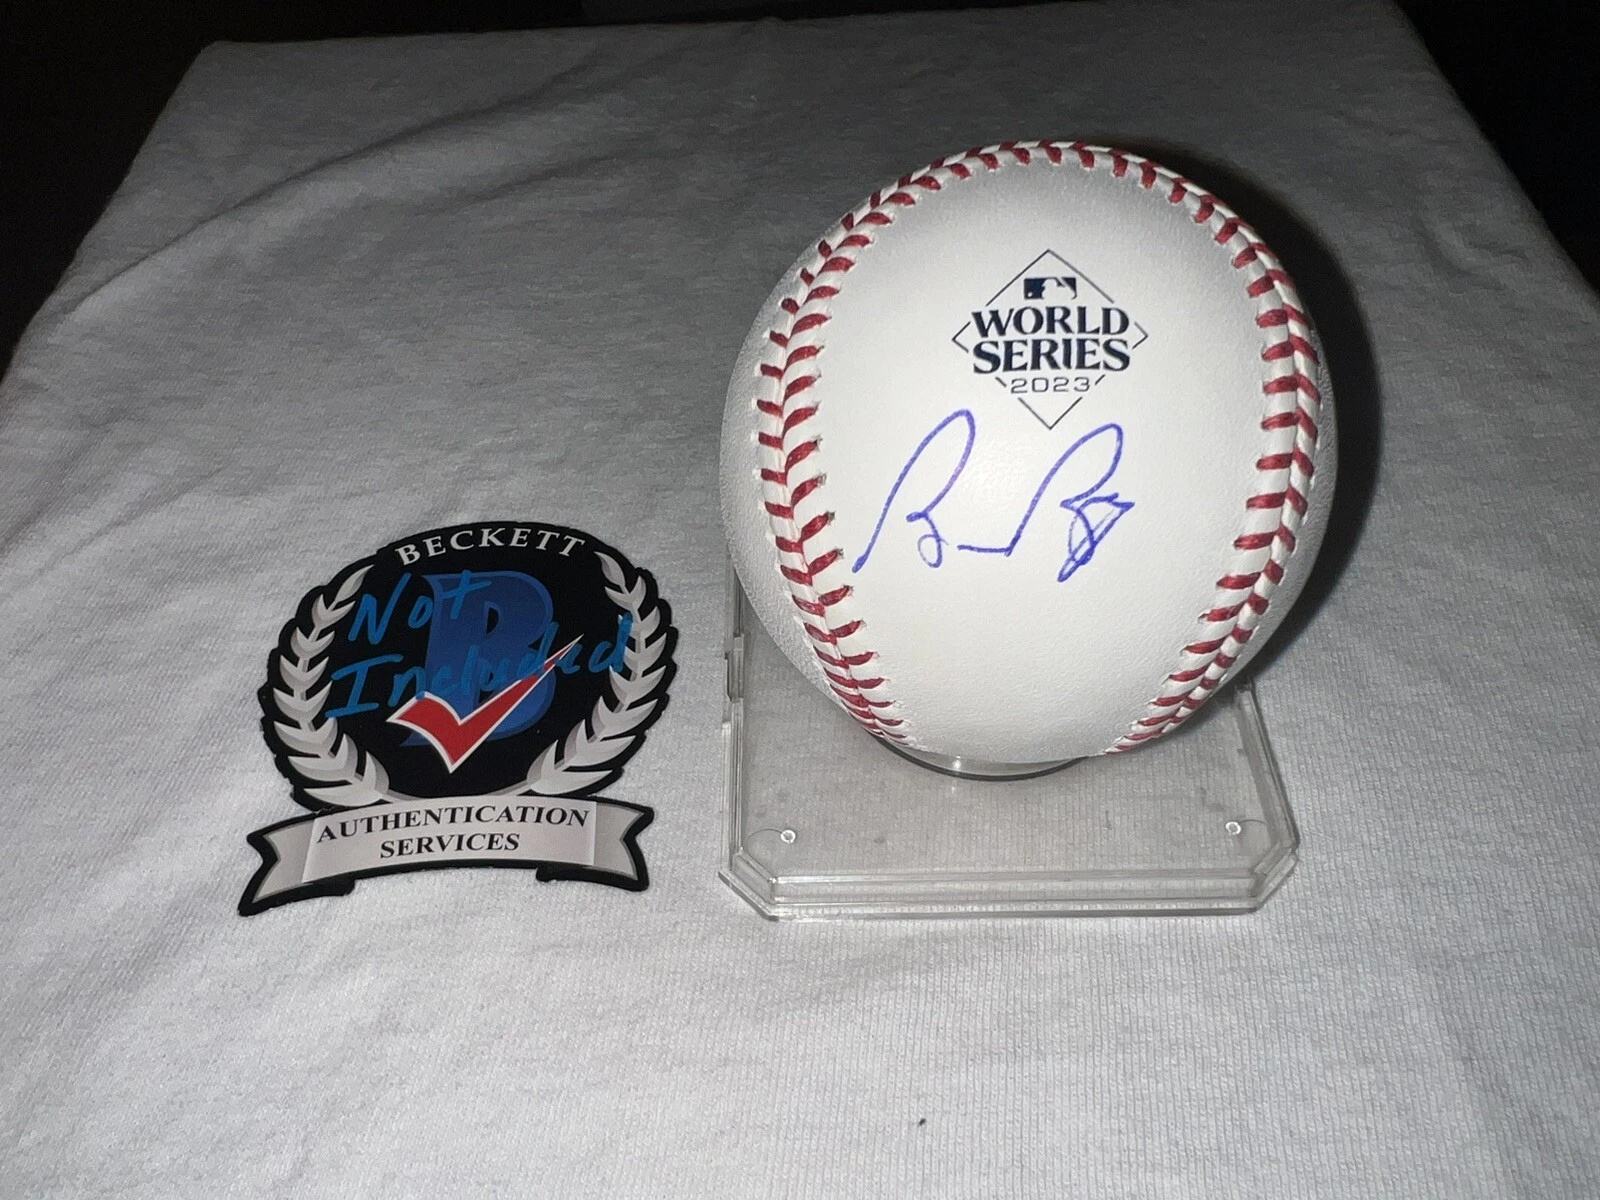 BECKETT
Not
Included
B
AUTHENTICATION
SERVICES
WORLD
SERIES
2023